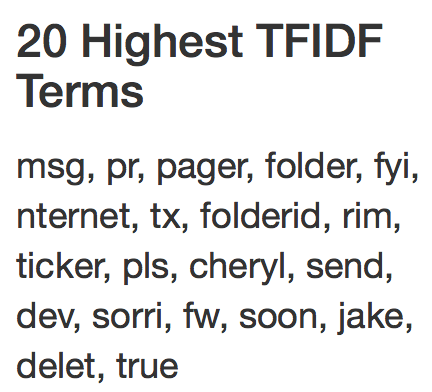 20 Highest TFIDF
Terms
msg, pr, pager, folder, fyi,
nternet, tx, folderid, rim,
ticker, pls, cheryl, send,
dev, sorri, fw, soon, jake,
delet, true